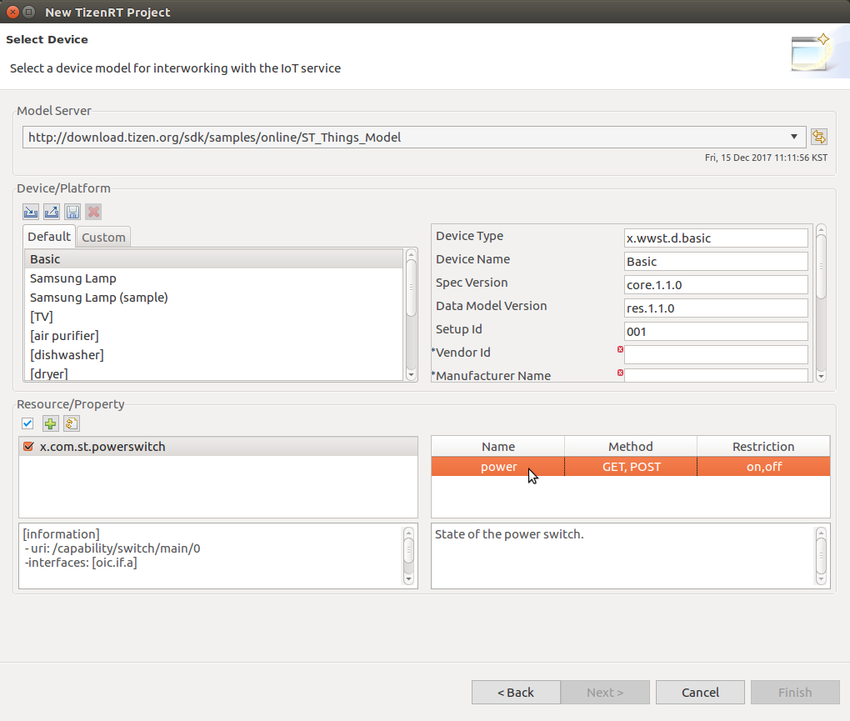 New TizenRT Project
Select Device
Select a device model for interworking with the IoT service
Model Server
http://download.tizen.org/sdk/samples/online/ST_Things_Model
Fri, 15 Dec 2017 11:11:56 KST
Device/Platform
Default Custom
Basic
Samsung Lamp
Samsung Lamp (sample)
[TV]
[air purifier]
[dishwasher]
[dryer]
Device Type x.wwst.d.basic
Device Name Basic
Spec Version core.1.1.0
Data Model Version res.1.1.0
Setup Id 001
*Vendor Id
*Manufacturer Name
Resource/Property
x.com.st.powerswitch
Name Method Restriction
power GET, POST on,off
[information]
- uri: /capability/switch/main/0
-interfaces: [oic.if.a]
State of the power switch.
< Back Next > Cancel Finish